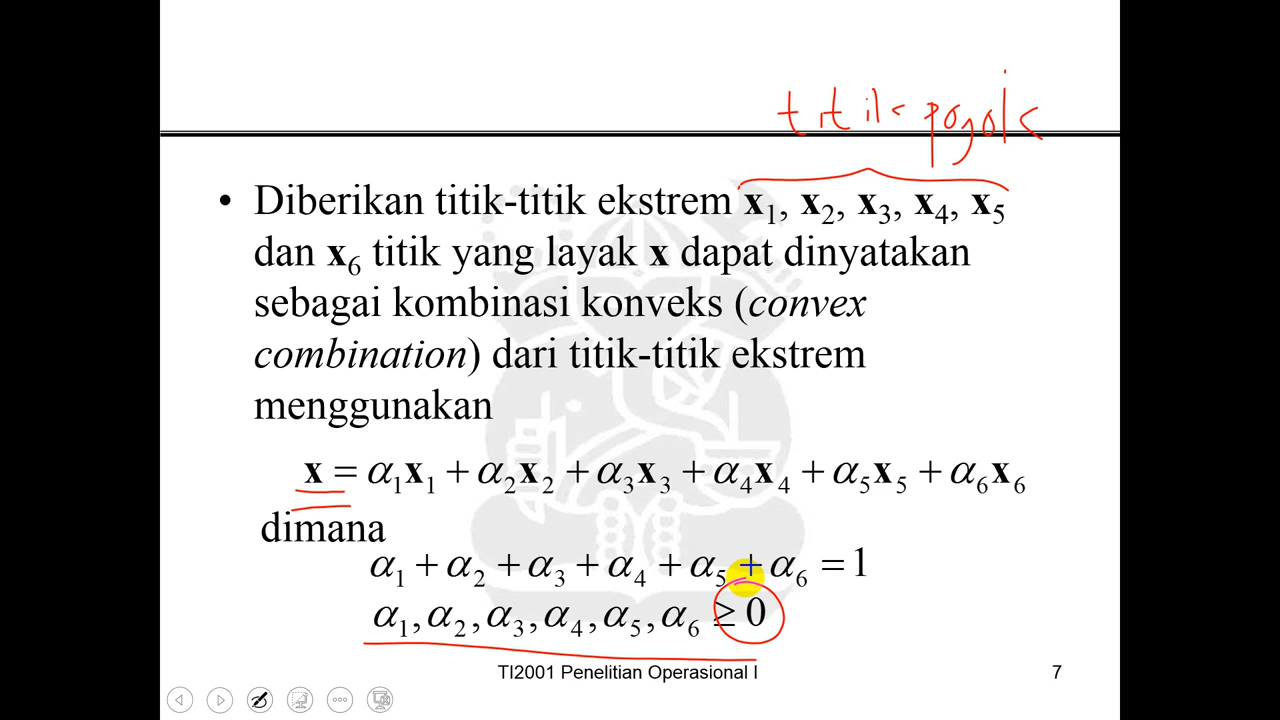 titik pojok
• Diberikan titik-titik ekstrem x₁, x₂, x₃, x₄, x₅
dan x₆ titik yang layak x dapat dinyatakan
sebagai kombinasi konveks (convex
combination) dari titik-titik ekstrem
menggunakan
x = α₁x₁ + α₂x₂ + α₃x₃ + α₄x₄ + α₅x₅ + α₆x₆
dimana
α₁ + α₂ + α₃ + α₄ + α₅ + α₆ = 1
α₁, α₂, α₃, α₄, α₅, α₆ ≥ 0
TI2001 Penelitian Operasional I
7